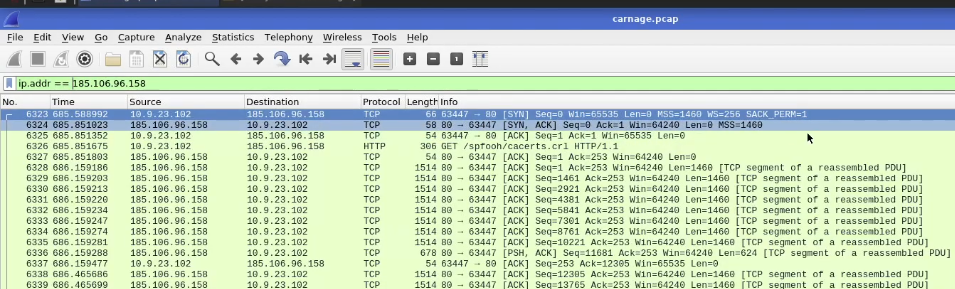 carnage.pcap
File Edit View Go Capture Analyze Statistics Telephony Wireless Tools Help
ip.addr == 185.106.96.158
No. Time Source Destination Protocol Length Info
6323 685.588992 10.9.23.102 185.106.96.158 TCP 66 63447 → 80 [SYN] Seq=0 Win=65535 Len=0 MSS=1460 WS=256 SACK_PERM=1
6324 685.851023 185.106.96.158 10.9.23.102 TCP 58 80 → 63447 [SYN, ACK] Seq=0 Ack=1 Win=64240 Len=0 MSS=1460
6325 685.851352 10.9.23.102 185.106.96.158 TCP 54 63447 → 80 [ACK] Seq=1 Ack=1 Win=65535 Len=0
6326 685.851675 10.9.23.102 185.106.96.158 HTTP 306 GET /spfooh/cacerts.crl HTTP/1.1
6327 685.851803 185.106.96.158 10.9.23.102 TCP 54 80 → 63447 [ACK] Seq=1 Ack=253 Win=64240 Len=0
6328 686.159186 185.106.96.158 10.9.23.102 TCP 1514 80 → 63447 [ACK] Seq=1 Ack=253 Win=64240 Len=1460 [TCP segment of a reassembled PDU]
6329 686.159203 185.106.96.158 10.9.23.102 TCP 1514 80 → 63447 [ACK] Seq=1461 Ack=253 Win=64240 Len=1460 [TCP segment of a reassembled PDU]
6330 686.159213 185.106.96.158 10.9.23.102 TCP 1514 80 → 63447 [ACK] Seq=2921 Ack=253 Win=64240 Len=1460 [TCP segment of a reassembled PDU]
6331 686.159220 185.106.96.158 10.9.23.102 TCP 1514 80 → 63447 [ACK] Seq=4381 Ack=253 Win=64240 Len=1460 [TCP segment of a reassembled PDU]
6332 686.159234 185.106.96.158 10.9.23.102 TCP 1514 80 → 63447 [ACK] Seq=5841 Ack=253 Win=64240 Len=1460 [TCP segment of a reassembled PDU]
6333 686.159247 185.106.96.158 10.9.23.102 TCP 1514 80 → 63447 [ACK] Seq=7301 Ack=253 Win=64240 Len=1460 [TCP segment of a reassembled PDU]
6334 686.159274 185.106.96.158 10.9.23.102 TCP 1514 80 → 63447 [ACK] Seq=8761 Ack=253 Win=64240 Len=1460 [TCP segment of a reassembled PDU]
6335 686.159281 185.106.96.158 10.9.23.102 TCP 1514 80 → 63447 [ACK] Seq=10221 Ack=253 Win=64240 Len=1460 [TCP segment of a reassembled PDU]
6336 686.159288 185.106.96.158 10.9.23.102 TCP 678 80 → 63447 [PSH, ACK] Seq=11681 Ack=253 Win=64240 Len=624 [TCP segment of a reassembled PDU]
6337 686.159477 10.9.23.102 185.106.96.158 TCP 54 63447 → 80 [ACK] Seq=253 Ack=12305 Win=65535 Len=0
6338 686.465686 185.106.96.158 10.9.23.102 TCP 1514 80 → 63447 [ACK] Seq=12305 Ack=253 Win=64240 Len=1460 [TCP segment of a reassembled PDU]
6339 686.465699 185.106.96.158 10.9.23.102 TCP 1514 80 → 63447 [ACK] Seq=13765 Ack=253 Win=64240 Len=1460 [TCP segment of a reassembled PDU]